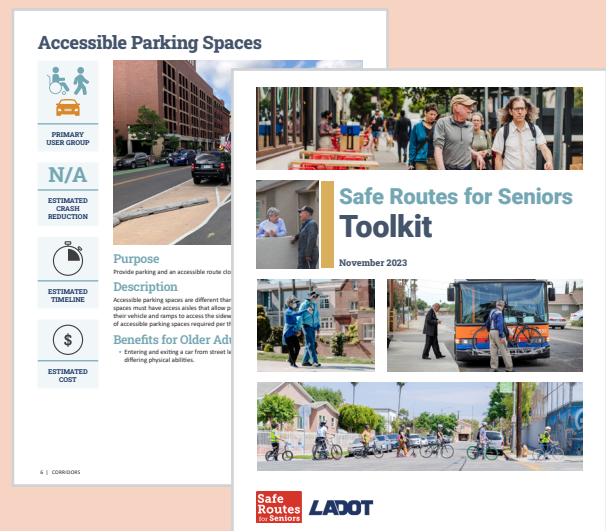 Accessible Parking Spaces
PRIMARY
USER GROUP
N/A
ESTIMATED
CRASH
REDUCTION
ESTIMATED
TIMELINE
$
ESTIMATED
COST
Purpose
Provide parking and an accessible route clo
Description
Accessible parking spaces are different than
spaces must have access aisles that allow p
their vehicle and ramps to access the sidew
of accessible parking spaces required per th
Benefits for Older Adu
• Entering and exiting a car from street le
differing physical abilities.
6 | CORRIDORS
Safe Routes for Seniors
Toolkit
November 2023
Safe
Routes
for Seniors
LADOT